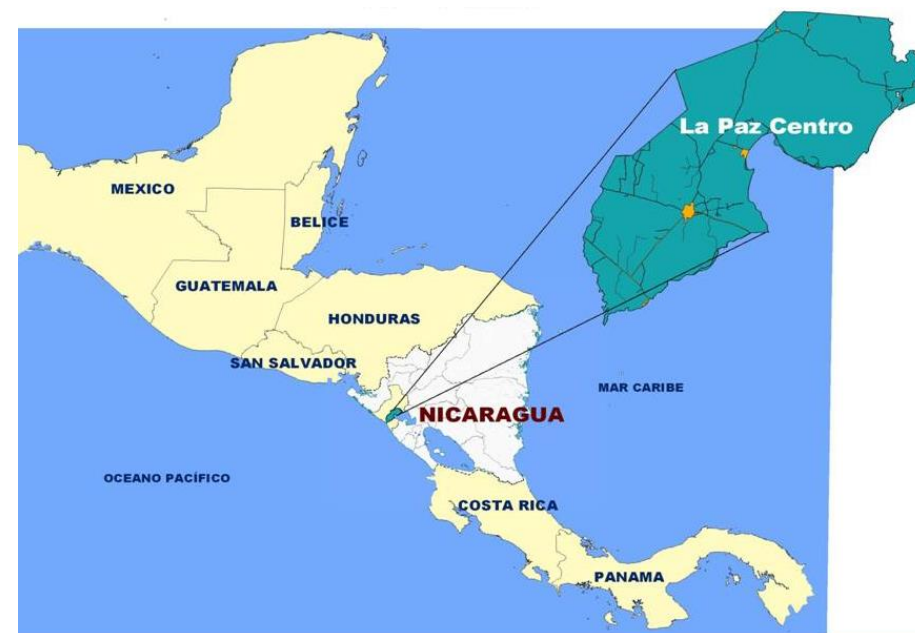 La Paz Centro
MEXICO
BELICE
GUATEMALA
HONDURAS
SAN SALVADOR
MAR CARIBE
NICARAGUA
OCEANO PACÍFICO
COSTA RICA
PANAMA